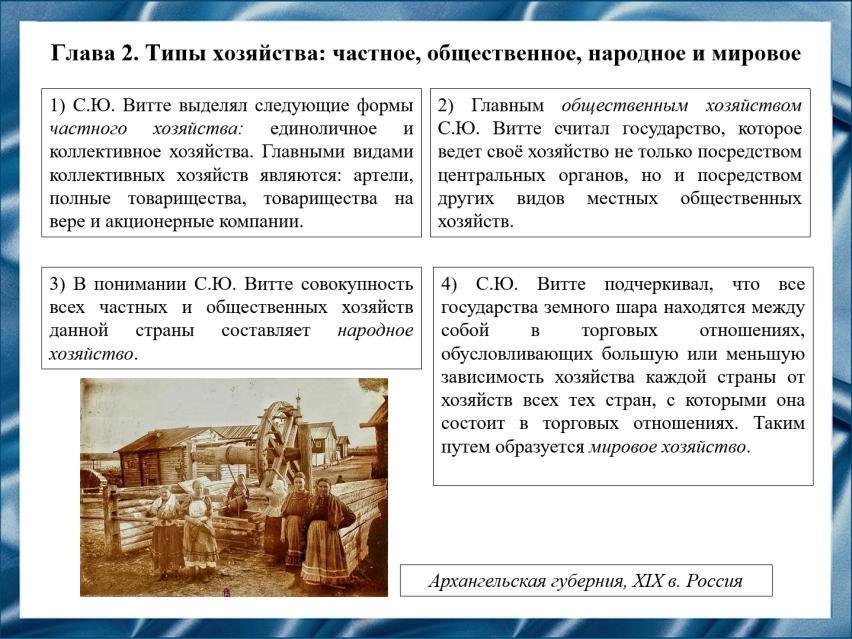 Глава 2. Типы хозяйства: частное, общественное, народное и мировое
1) С.Ю. Витте выделял следующие формы
частного хозяйства: единоличное и
коллективное хозяйства. Главными видами
коллективных хозяйств являются: артели,
полные товарищества, товарищества на
вере и акционерные компании.
2) Главным общественным хозяйством
С.Ю. Витте считал государство, которое
ведет своё хозяйство не только посредством
центральных органов, но и посредством
других видов местных общественных
хозяйств.
3) В понимании С.Ю. Витте совокупность
всех частных и общественных хозяйств
данной страны составляет народное
хозяйство.
4) С.Ю. Витте подчеркивал, что все
государства земного шара находятся между
собой в торговых отношениях,
обусловливающих большую или меньшую
зависимость хозяйства каждой страны от
хозяйств всех тех стран, с которыми она
состоит в торговых отношениях. Таким
путем образуется мировое хозяйство.
Архангельская губерния, XIX в. Россия